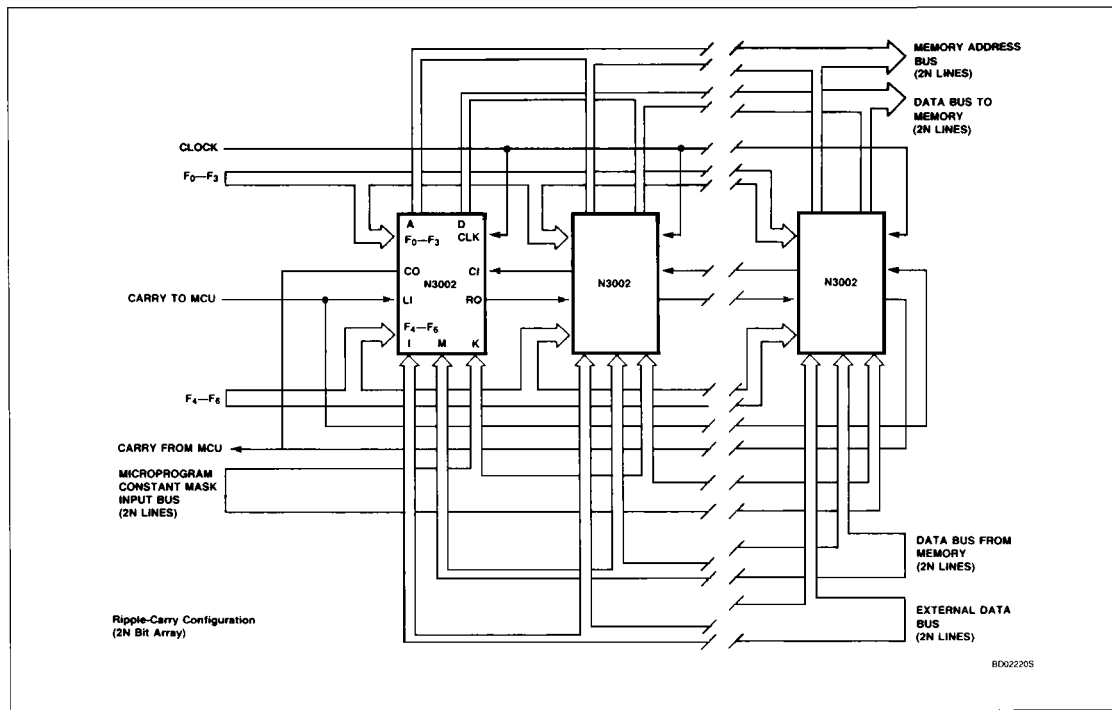 MEMORY ADDRESS
BUS
(2N LINES)
DATA BUS TO
MEMORY
(2N LINES)
CLOCK
F₀—F₃
A D
F₀—F₃ CLK
CO CI
N3002
LI RO
F₄—F₆
I M K
N3002
N3002
CARRY TO MCU
F₄—F₆
CARRY FROM MCU
MICROPROGRAM
CONSTANT MASK
INPUT BUS
(2N LINES)
DATA BUS FROM
MEMORY
(2N LINES)
EXTERNAL DATA
BUS
(2N LINES)
Ripple-Carry Configuration
(2N Bit Array)
BD02220S